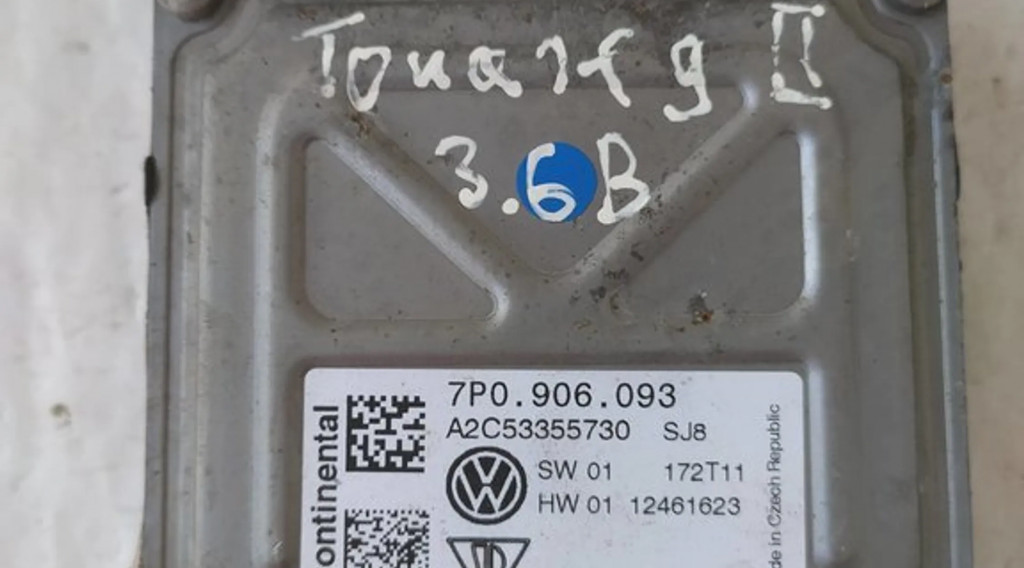 Touareg II
3.6 B
7P0.906.093
A2C53355730 SJ8
SW 01 172T11
HW 01 12461623
ontinental
de in Czech Republic